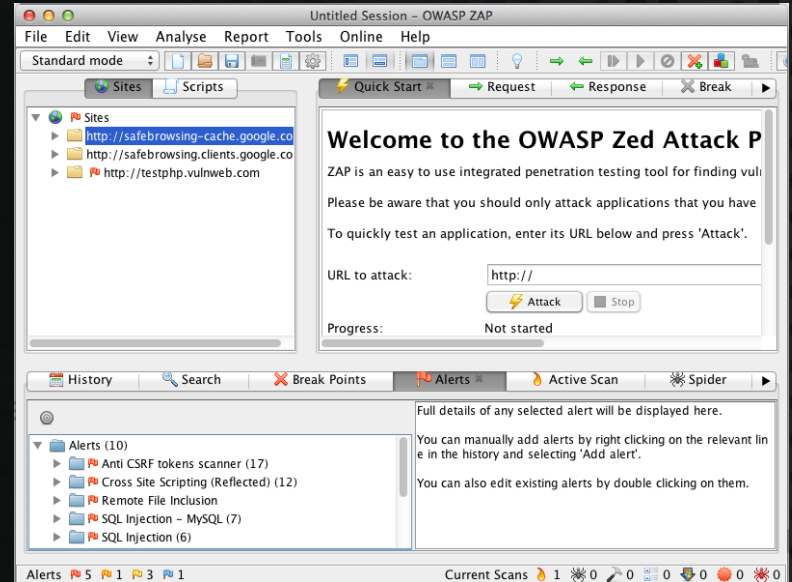 Untitled Session - OWASP ZAP
File Edit View Analyse Report Tools Online Help
Standard mode
Sites Scripts
Quick Start Request Response Break
Sites
http://safebrowsing-cache.google.co
http://safebrowsing.clients.google.co
http://testphp.vulnweb.com
Welcome to the OWASP Zed Attack P
ZAP is an easy to use integrated penetration testing tool for finding vul
Please be aware that you should only attack applications that you have
To quickly test an application, enter its URL below and press 'Attack'.
URL to attack: http://
Attack Stop
Progress: Not started
History Search Break Points Alerts Active Scan Spider
Alerts (10)
Anti CSRF tokens scanner (17)
Cross Site Scripting (Reflected) (12)
Remote File Inclusion
SQL Injection - MySQL (7)
SQL Injection (6)
Full details of any selected alert will be displayed here.
You can manually add alerts by right clicking on the relevant lin
e in the history and selecting 'Add alert'.
You can also edit existing alerts by double clicking on them.
Alerts 5 1 3 1 Current Scans 1 0 0 0 0 0 0